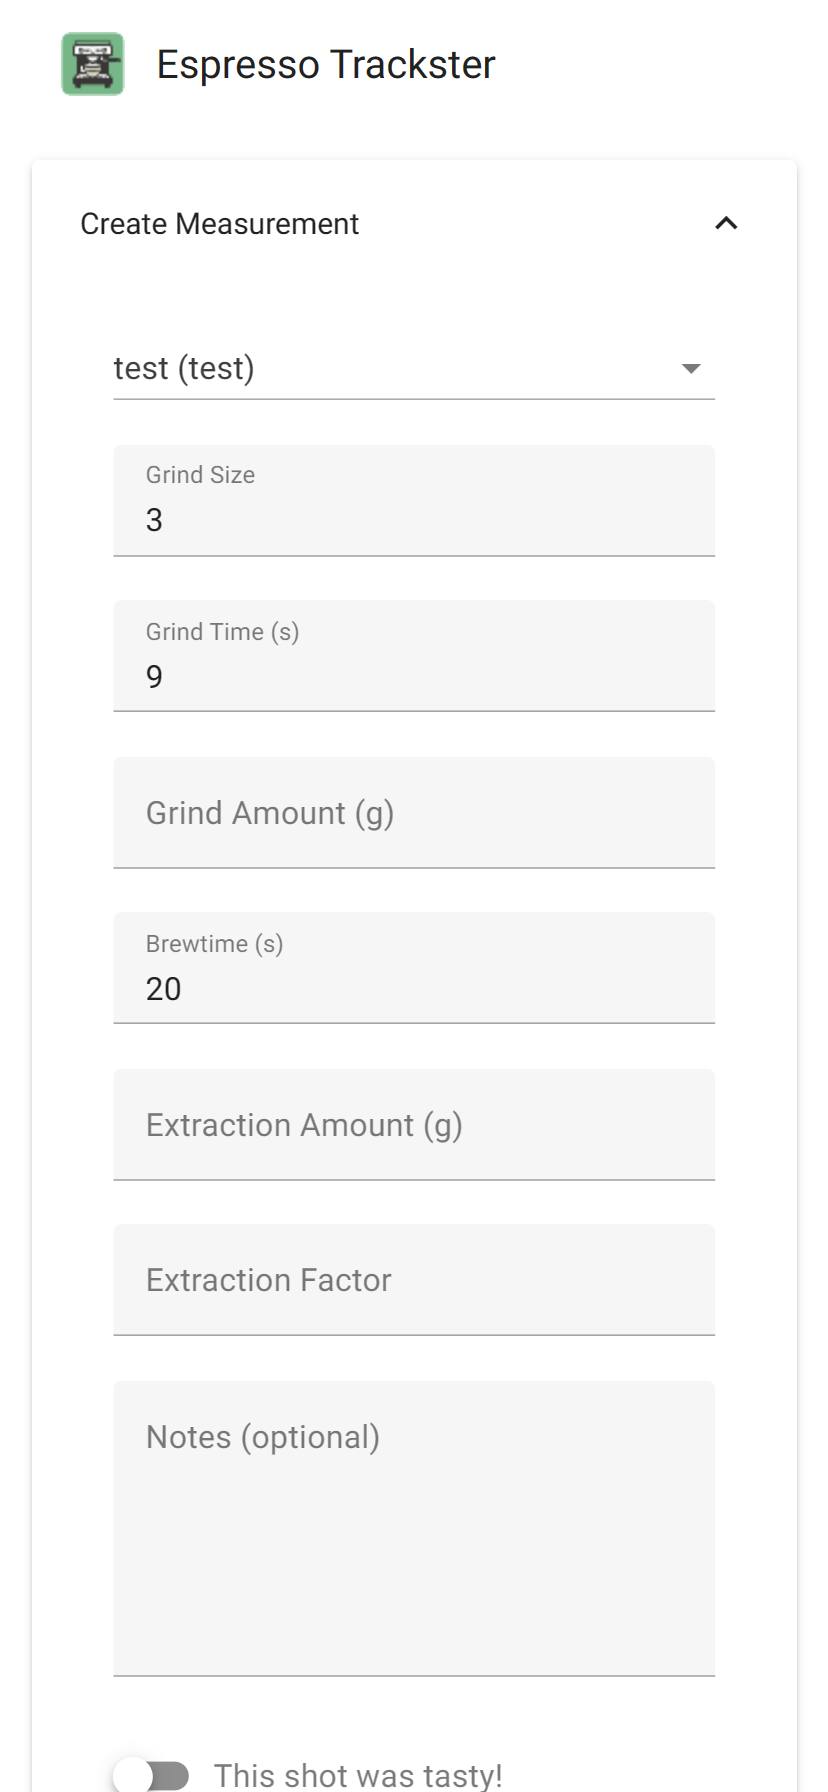 Espresso Trackster
Create Measurement
test (test)
Grind Size
3
Grind Time (s)
9
Grind Amount (g)
Brewtime (s)
20
Extraction Amount (g)
Extraction Factor
Notes (optional)
This shot was tasty!